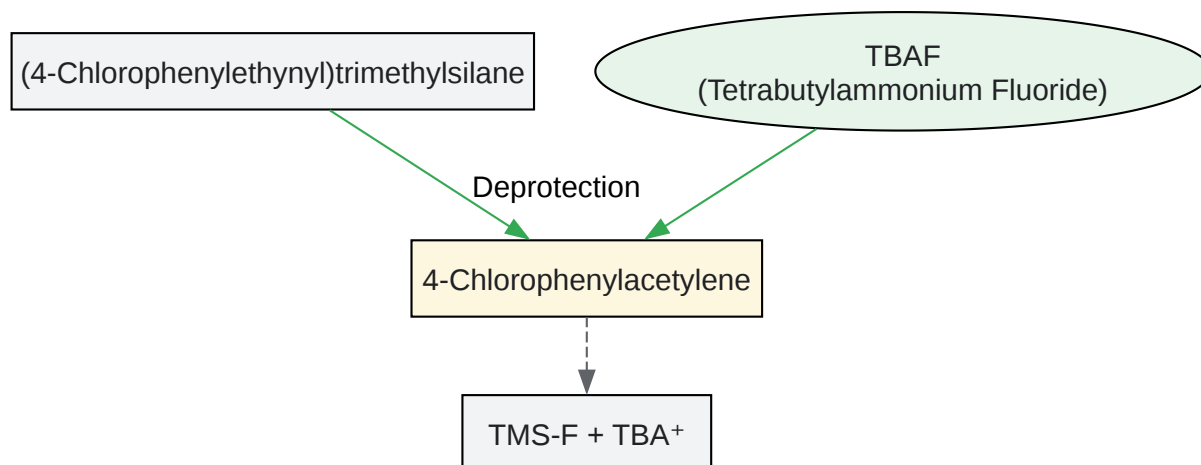 (4-Chlorophenylethynyl)trimethylsilane
TBAF
(Tetrabutylammonium Fluoride)
Deprotection
4-Chlorophenylacetylene
TMS-F + TBA⁺